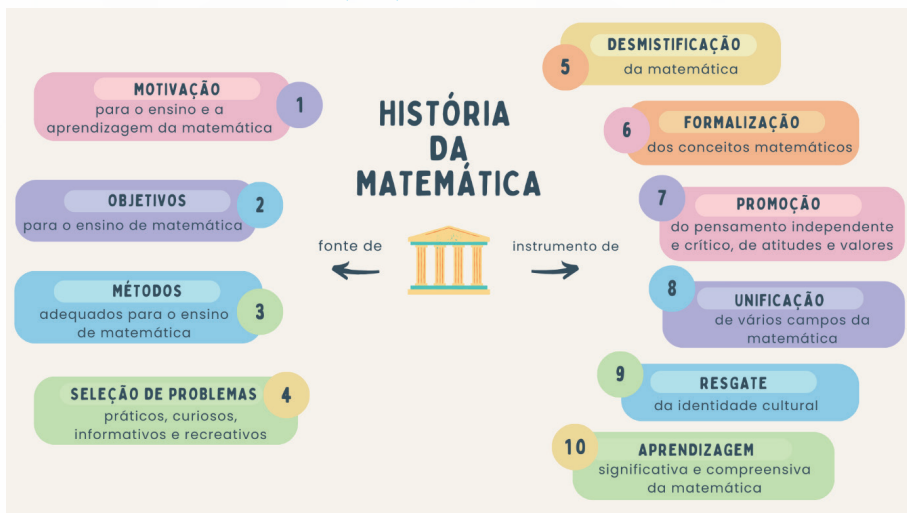 HISTÓRIA
DA
MATEMÁTICA
fonte de
instrumento de
MOTIVAÇÃO
para o ensino e a
aprendizagem da matemática
1
OBJETIVOS
para o ensino de matemática
2
MÉTODOS
adequados para o ensino
de matemática
3
SELEÇÃO DE PROBLEMAS
práticos, curiosos,
informativos e recreativos
4
5
DESMISTIFICAÇÃO
da matemática
6
FORMALIZAÇÃO
dos conceitos matemáticos
7
PROMOÇÃO
do pensamento independente
e crítico, de atitudes e valores
8
UNIFICAÇÃO
de vários campos da
matemática
9
RESGATE
da identidade cultural
10
APRENDIZAGEM
significativa e compreensiva
da matemática